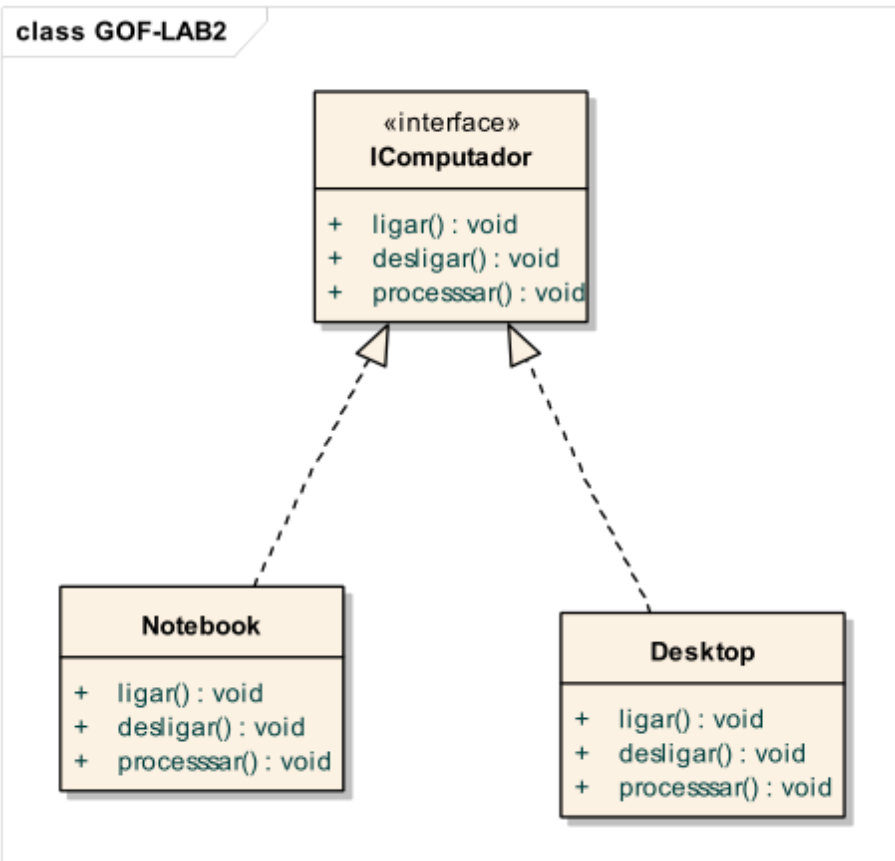 class GOF-LAB2
«interface»
IComputador
+ ligar() : void
+ desligar() : void
+ processsar() : void
Notebook
+ ligar() : void
+ desligar() : void
+ processsar() : void
Desktop
+ ligar() : void
+ desligar() : void
+ processsar() : void